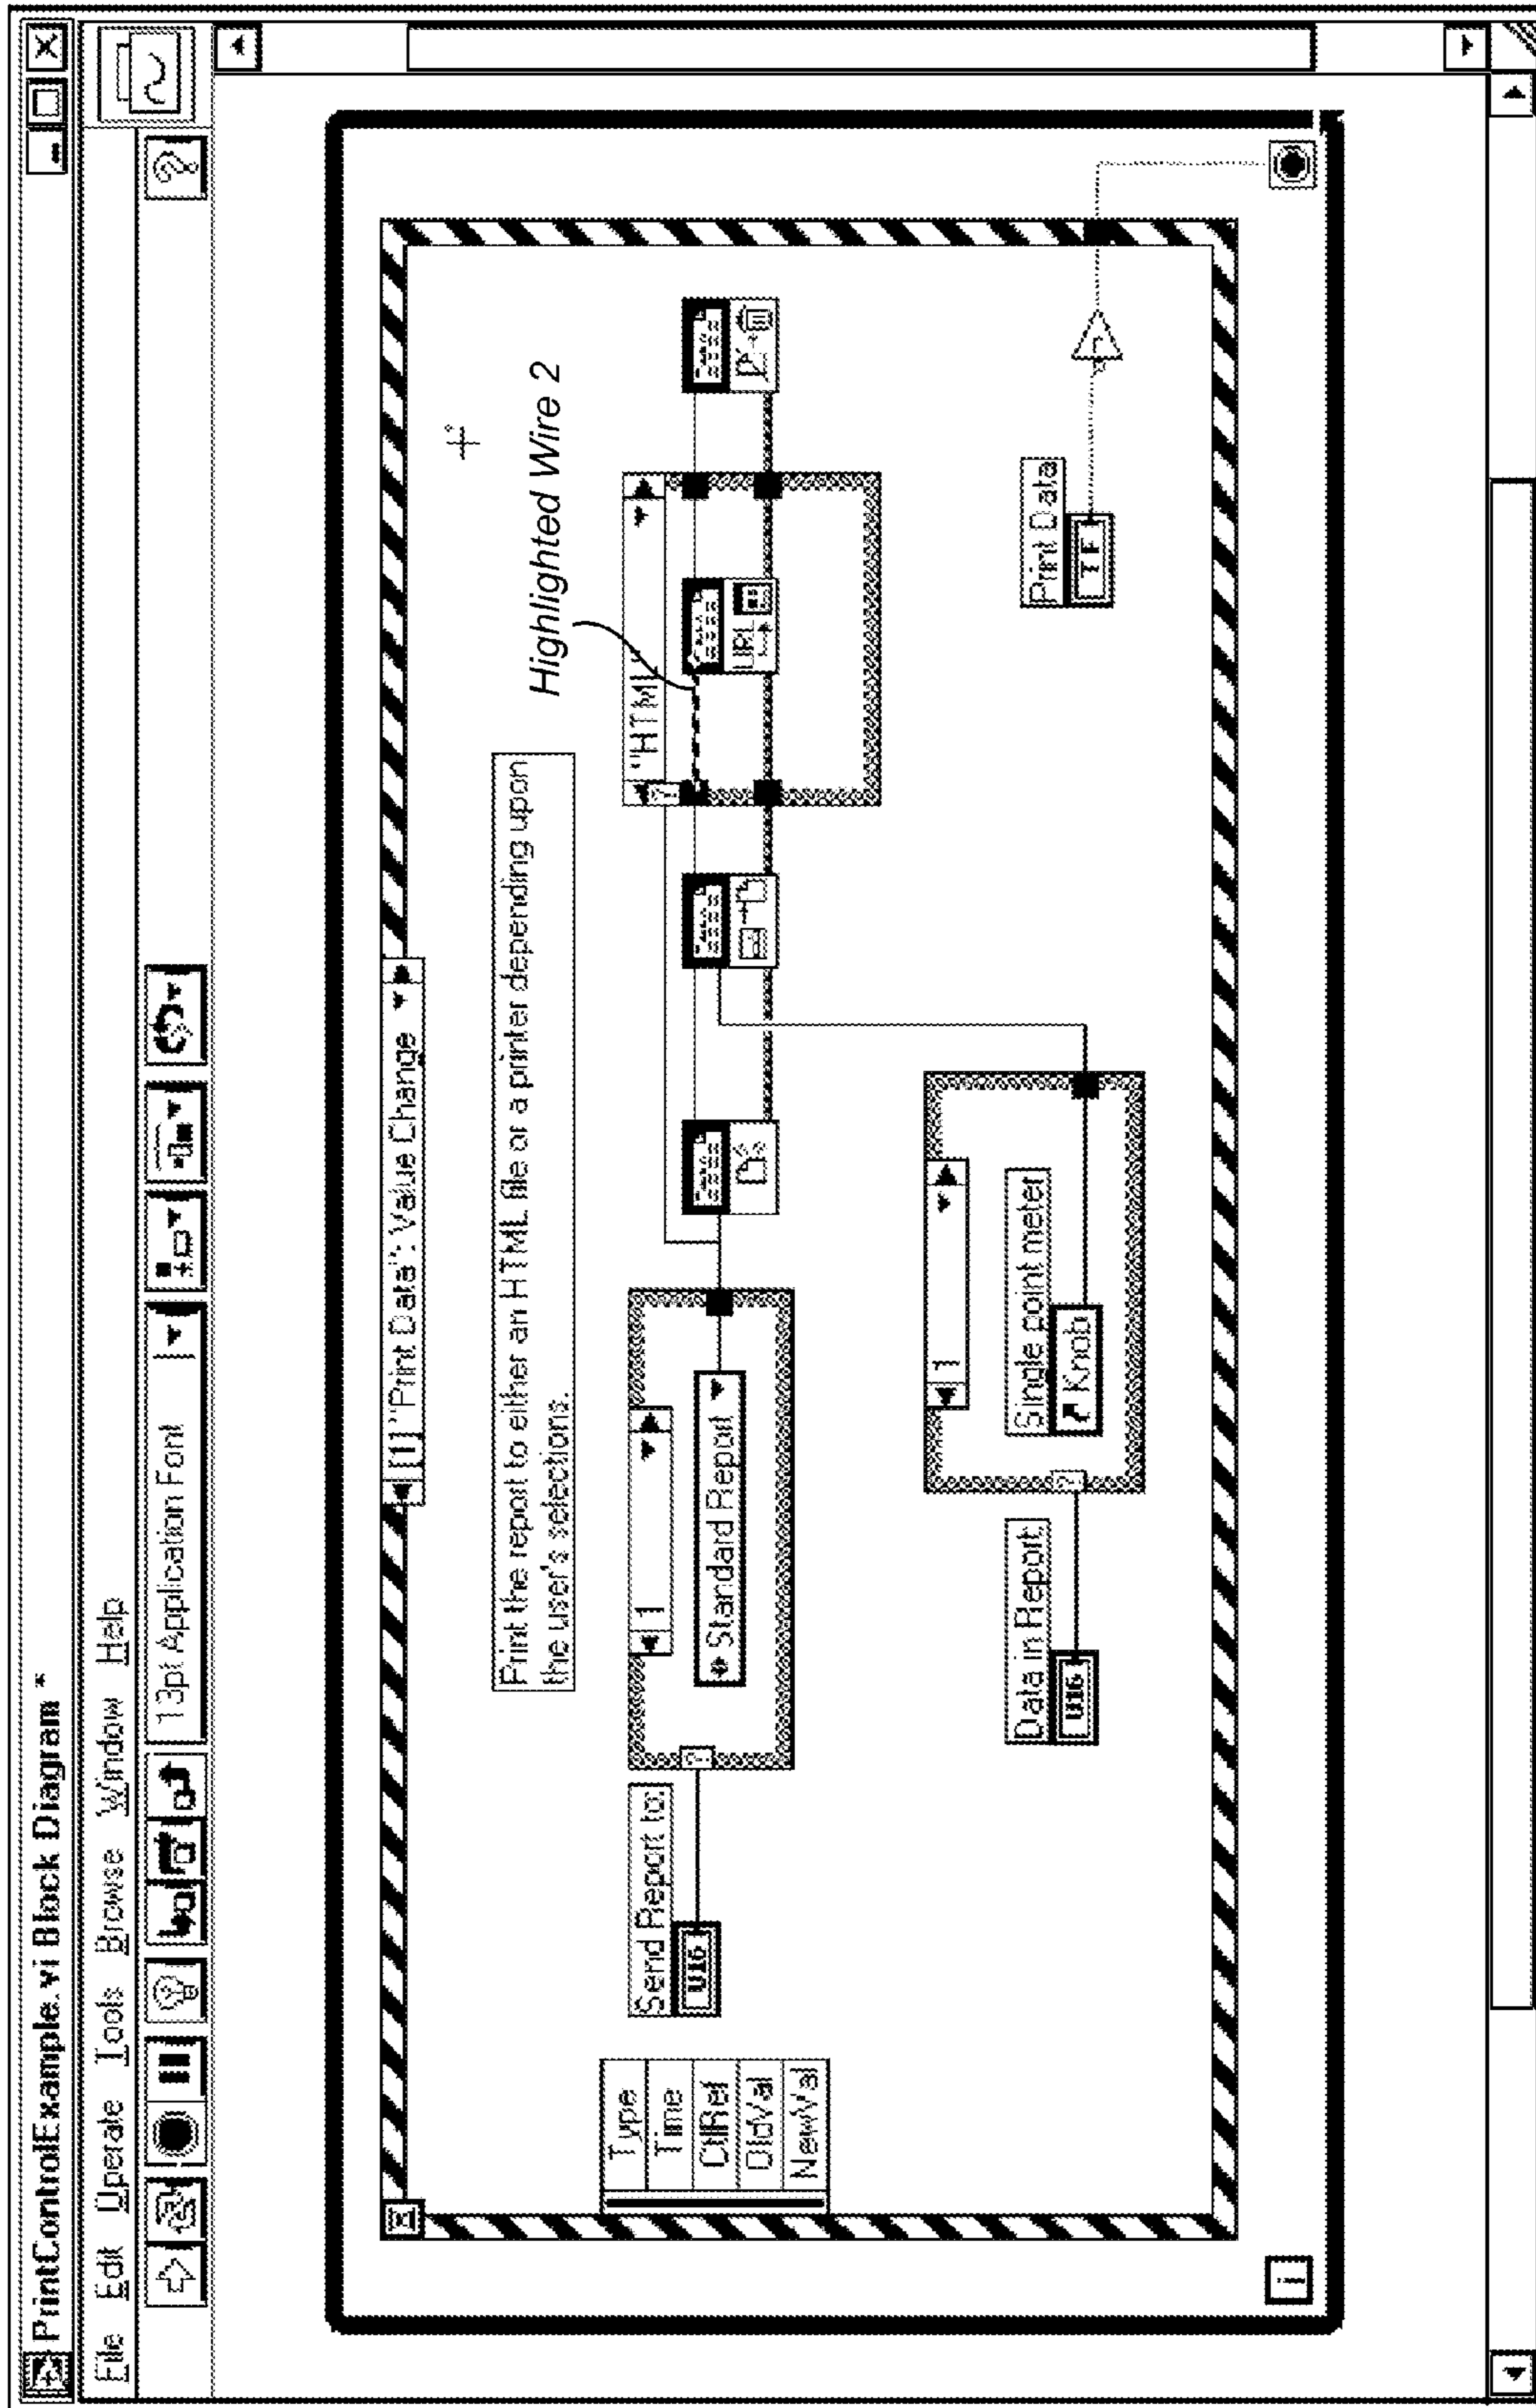 PrintControlExample.vi Block Diagram *
File Edit Operate Tools Browse Window Help
13pt Application Font
?
[1] "Print Data": Value Change
Print the report to either an HTML file or a printer depending upon
the user's selections.
Highlighted Wire 2
Type
Time
CtlRef
OldVal
NewVal
Send Report to:
U16
?
1
Standard Report
?
"HTML"
URL
Data in Report
U16
?
1
Single point meter
Knob
Print Data
TF
i